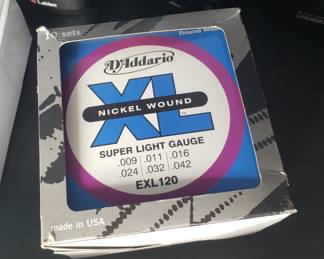 10 sets
Round Wound
D'Addario
XL
NICKEL WOUND
SUPER LIGHT GAUGE
.009 .011 .016
.024 .032 .042
EXL120
made in USA